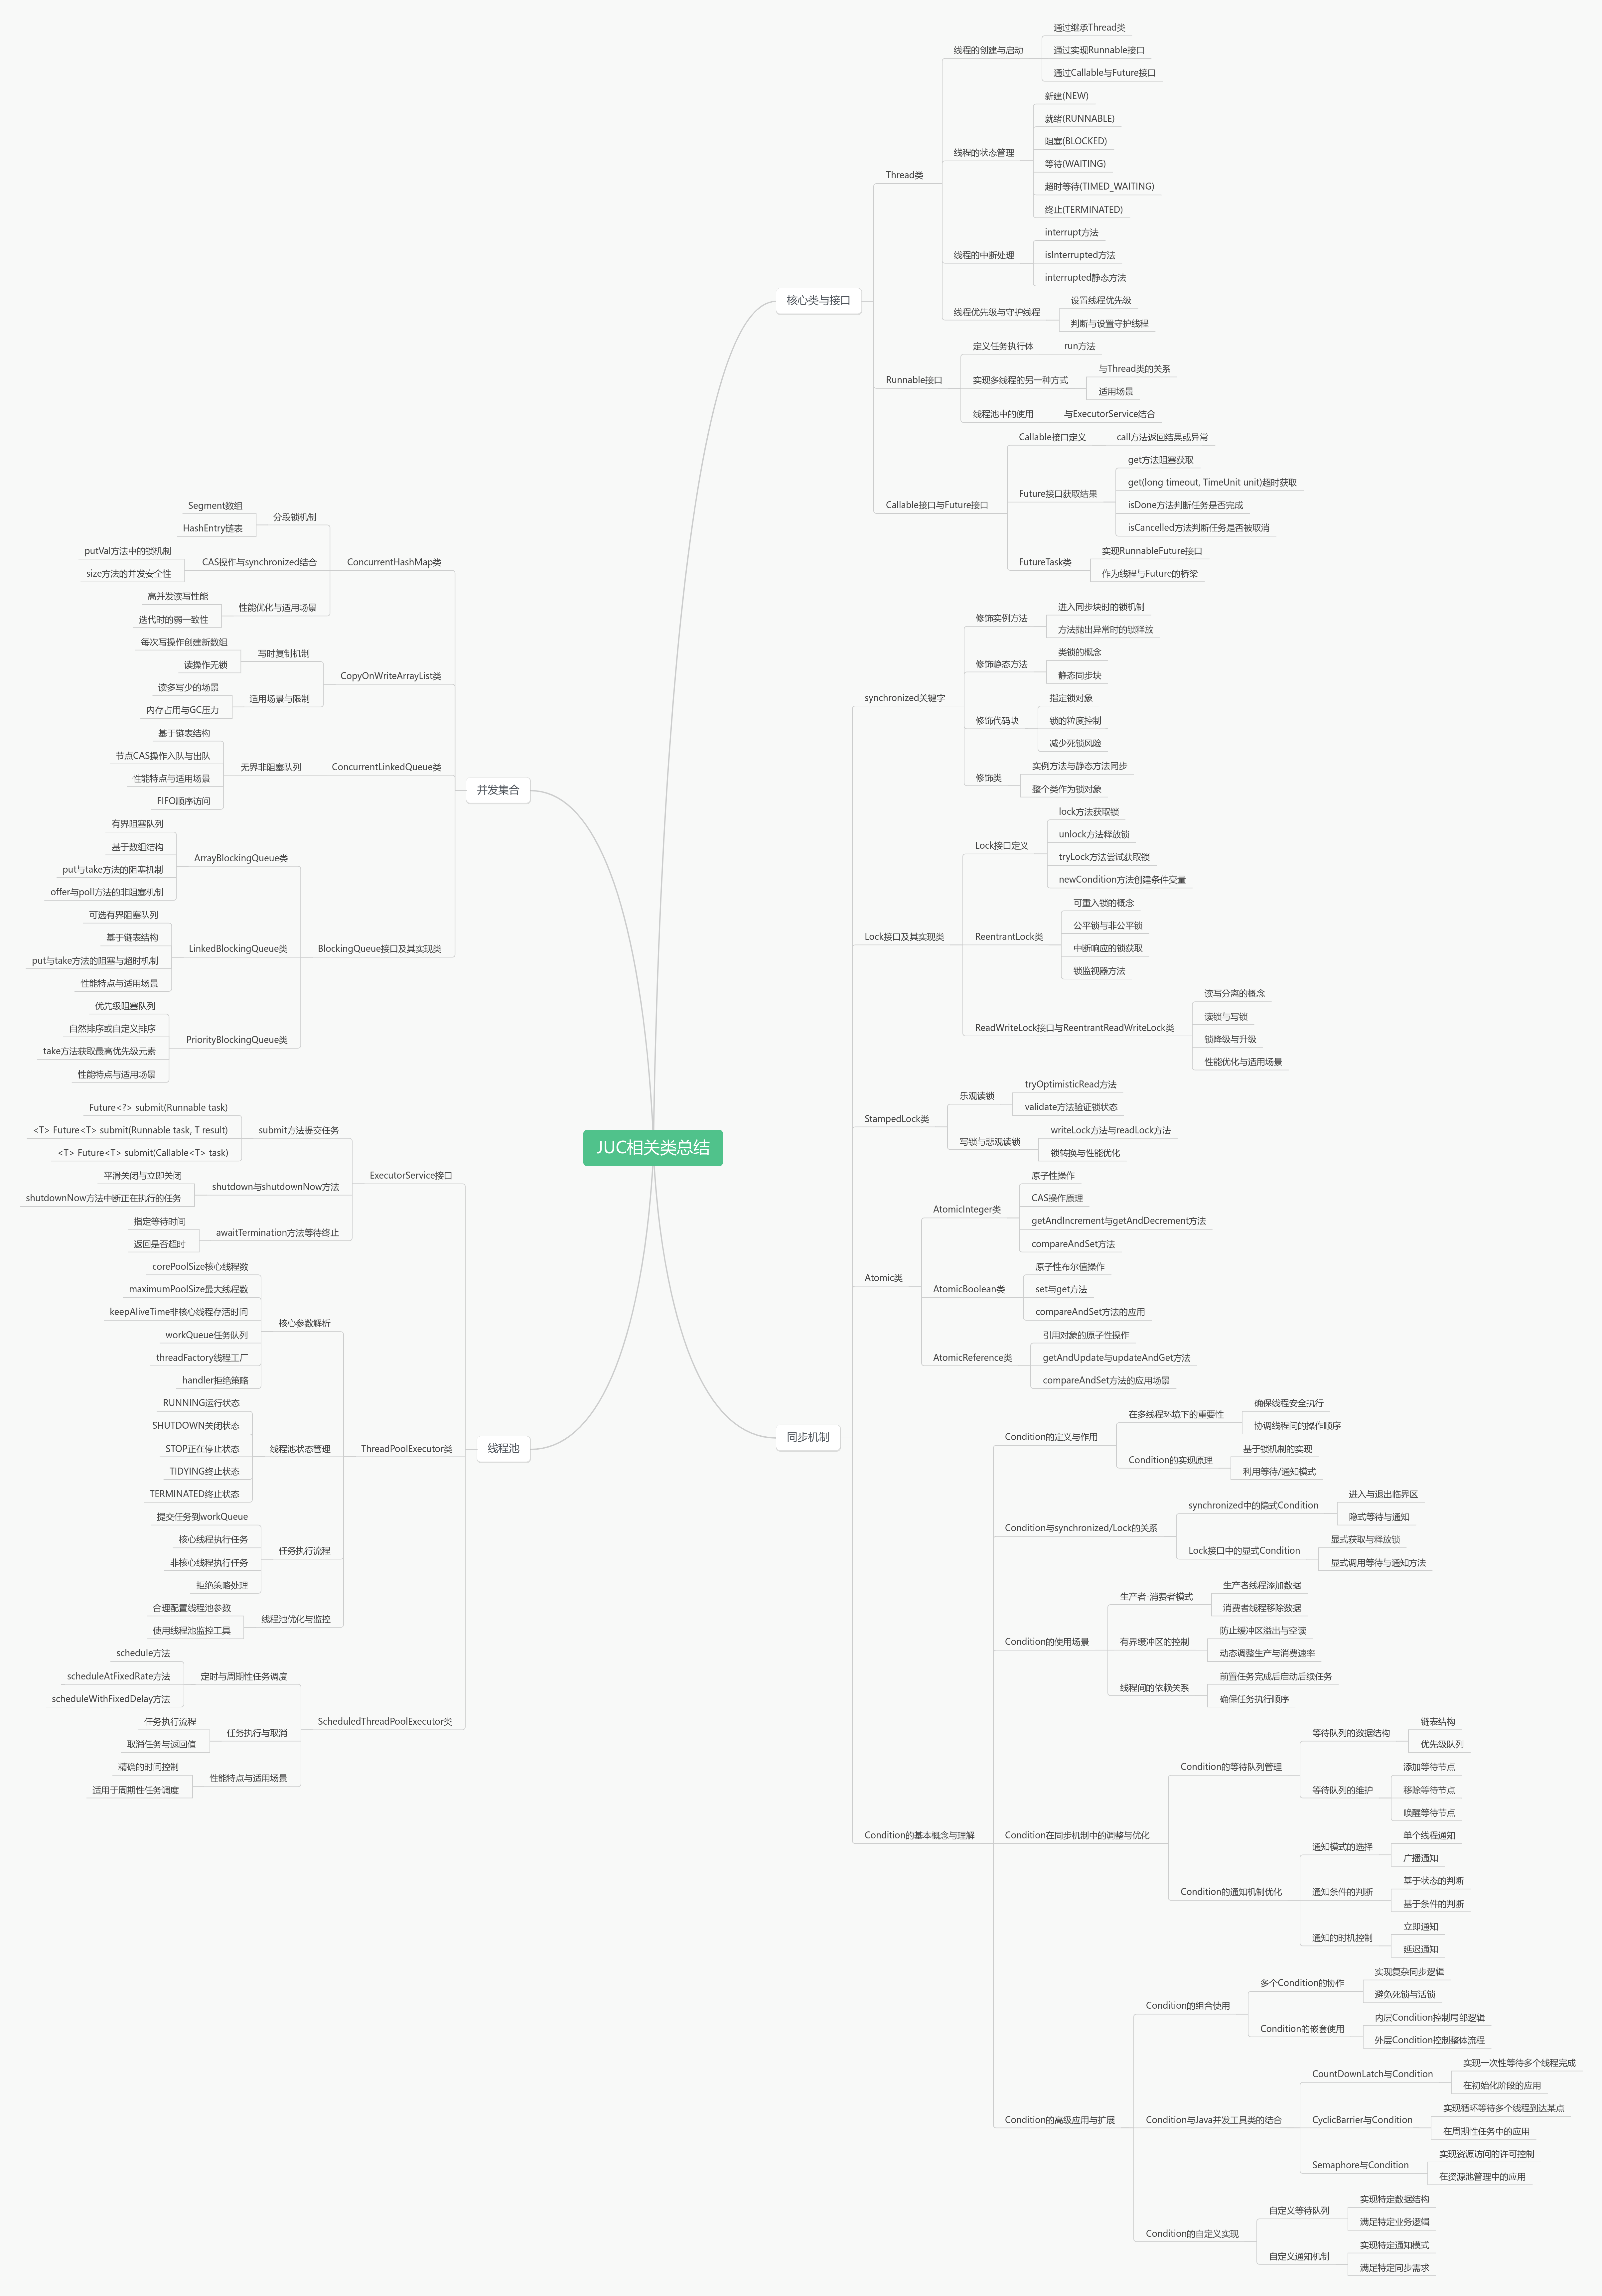 JUC相关类总结
核心类与接口
Thread类
线程的创建与启动
通过继承Thread类
通过实现Runnable接口
通过Callable与Future接口
线程的状态管理
新建(NEW)
就绪(RUNNABLE)
阻塞(BLOCKED)
等待(WAITING)
超时等待(TIMED_WAITING)
终止(TERMINATED)
线程的中断处理
interrupt方法
isInterrupted方法
interrupted静态方法
线程优先级与守护线程
设置线程优先级
判断与设置守护线程
Runnable接口
定义任务执行体
run方法
实现多线程的另一种方式
与Thread类的关系
适用场景
线程池中的使用
与ExecutorService结合
Callable接口与Future接口
Callable接口定义
call方法返回结果或异常
Future接口获取结果
get方法阻塞获取
get(long timeout, TimeUnit unit)超时获取
isDone方法判断任务是否完成
isCancelled方法判断任务是否被取消
FutureTask类
实现RunnableFuture接口
作为线程与Future的桥梁
同步机制
synchronized关键字
修饰实例方法
进入同步块时的锁机制
方法抛出异常时的锁释放
修饰静态方法
类锁的概念
静态同步块
修饰代码块
指定锁对象
锁的粒度控制
减少死锁风险
修饰类
实例方法与静态方法同步
整个类作为锁对象
Lock接口及其实现类
Lock接口定义
lock方法获取锁
unlock方法释放锁
tryLock方法尝试获取锁
newCondition方法创建条件变量
ReentrantLock类
可重入锁的概念
公平锁与非公平锁
中断响应的锁获取
锁监视器方法
ReadWriteLock接口与ReentrantReadWriteLock类
读写分离的概念
读锁与写锁
锁降级与升级
性能优化与适用场景
StampedLock类
乐观读锁
tryOptimisticRead方法
validate方法验证锁状态
写锁与悲观读锁
writeLock方法与readLock方法
锁转换与性能优化
Atomic类
AtomicInteger类
原子性操作
CAS操作原理
getAndIncrement与getAndDecrement方法
compareAndSet方法
AtomicBoolean类
原子性布尔值操作
set与get方法
compareAndSet方法的应用
AtomicReference类
引用对象的原子性操作
getAndUpdate与updateAndGet方法
compareAndSet方法的应用场景
Condition的基本概念与理解
Condition的定义与作用
在多线程环境下的重要性
确保线程安全执行
协调线程间的操作顺序
Condition的实现原理
基于锁机制的实现
利用等待/通知模式
Condition与synchronized/Lock的关系
synchronized中的隐式Condition
进入与退出临界区
隐式等待与通知
Lock接口中的显式Condition
显式获取与释放锁
显式调用等待与通知方法
Condition的使用场景
生产者-消费者模式
生产者线程添加数据
消费者线程移除数据
有界缓冲区的控制
防止缓冲区溢出与空读
动态调整生产与消费速率
线程间的依赖关系
前置任务完成后启动后续任务
确保任务执行顺序
Condition在同步机制中的调整与优化
Condition的等待队列管理
等待队列的数据结构
链表结构
优先级队列
等待队列的维护
添加等待节点
移除等待节点
唤醒等待节点
Condition的通知机制优化
通知模式的选择
单个线程通知
广播通知
通知条件的判断
基于状态的判断
基于条件的判断
通知的时机控制
立即通知
延迟通知
Condition的高级应用与扩展
Condition的组合使用
多个Condition的协作
实现复杂同步逻辑
避免死锁与活锁
Condition的嵌套使用
内层Condition控制局部逻辑
外层Condition控制整体流程
Condition与Java并发工具类的结合
CountDownLatch与Condition
实现一次性等待多个线程完成
在初始化阶段的应用
CyclicBarrier与Condition
实现循环等待多个线程到达某点
在周期性任务中的应用
Semaphore与Condition
实现资源访问的许可控制
在资源池管理中的应用
Condition的自定义实现
自定义等待队列
实现特定数据结构
满足特定业务逻辑
自定义通知机制
实现特定通知模式
满足特定同步需求
并发集合
ConcurrentHashMap类
分段锁机制
Segment数组
HashEntry链表
CAS操作与synchronized结合
putVal方法中的锁机制
size方法的并发安全性
性能优化与适用场景
高并发读写性能
迭代时的弱一致性
CopyOnWriteArrayList类
写时复制机制
每次写操作创建新数组
读操作无锁
适用场景与限制
读多写少的场景
内存占用与GC压力
ConcurrentLinkedQueue类
无界非阻塞队列
基于链表结构
节点CAS操作入队与出队
性能特点与适用场景
FIFO顺序访问
BlockingQueue接口及其实现类
ArrayBlockingQueue类
有界阻塞队列
基于数组结构
put与take方法的阻塞机制
offer与poll方法的非阻塞机制
LinkedBlockingQueue类
可选有界阻塞队列
基于链表结构
put与take方法的阻塞与超时机制
性能特点与适用场景
PriorityBlockingQueue类
优先级阻塞队列
自然排序或自定义排序
take方法获取最高优先级元素
性能特点与适用场景
线程池
ExecutorService接口
submit方法提交任务
Future<?> submit(Runnable task)
<T> Future<T> submit(Runnable task, T result)
<T> Future<T> submit(Callable<T> task)
shutdown与shutdownNow方法
平滑关闭与立即关闭
shutdownNow方法中断正在执行的任务
awaitTermination方法等待终止
指定等待时间
返回是否超时
ThreadPoolExecutor类
核心参数解析
corePoolSize核心线程数
maximumPoolSize最大线程数
keepAliveTime非核心线程存活时间
workQueue任务队列
threadFactory线程工厂
handler拒绝策略
线程池状态管理
RUNNING运行状态
SHUTDOWN关闭状态
STOP正在停止状态
TIDYING终止状态
TERMINATED终止状态
任务执行流程
提交任务到workQueue
核心线程执行任务
非核心线程执行任务
拒绝策略处理
线程池优化与监控
合理配置线程池参数
使用线程池监控工具
ScheduledThreadPoolExecutor类
定时与周期性任务调度
schedule方法
scheduleAtFixedRate方法
scheduleWithFixedDelay方法
任务执行与取消
任务执行流程
取消任务与返回值
性能特点与适用场景
精确的时间控制
适用于周期性任务调度